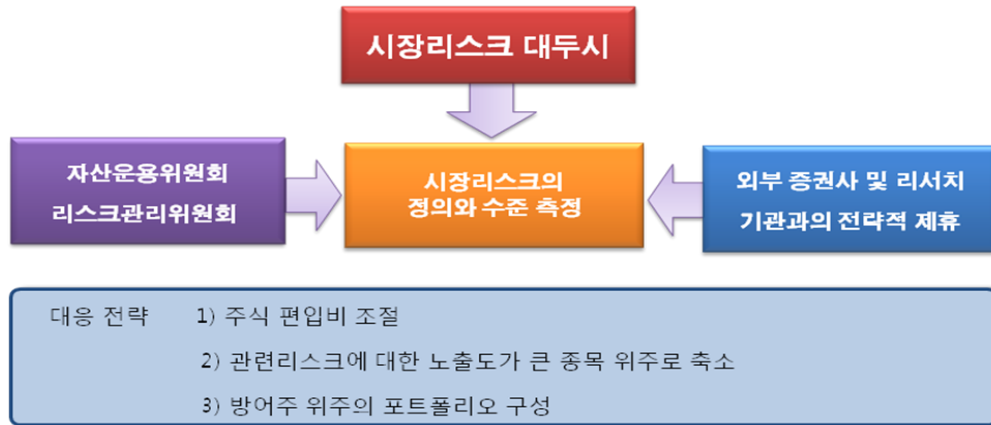 시장리스크 대두시
자산운용위원회
리스크관리위원회
시장리스크의
정의와 수준 측정
외부 증권사 및 리서치
기관과의 전략적 제휴
대응 전략 1) 주식 편입비 조절
2) 관련리스크에 대한 노출도가 큰 종목 위주로 축소
3) 방어주 위주의 포트폴리오 구성